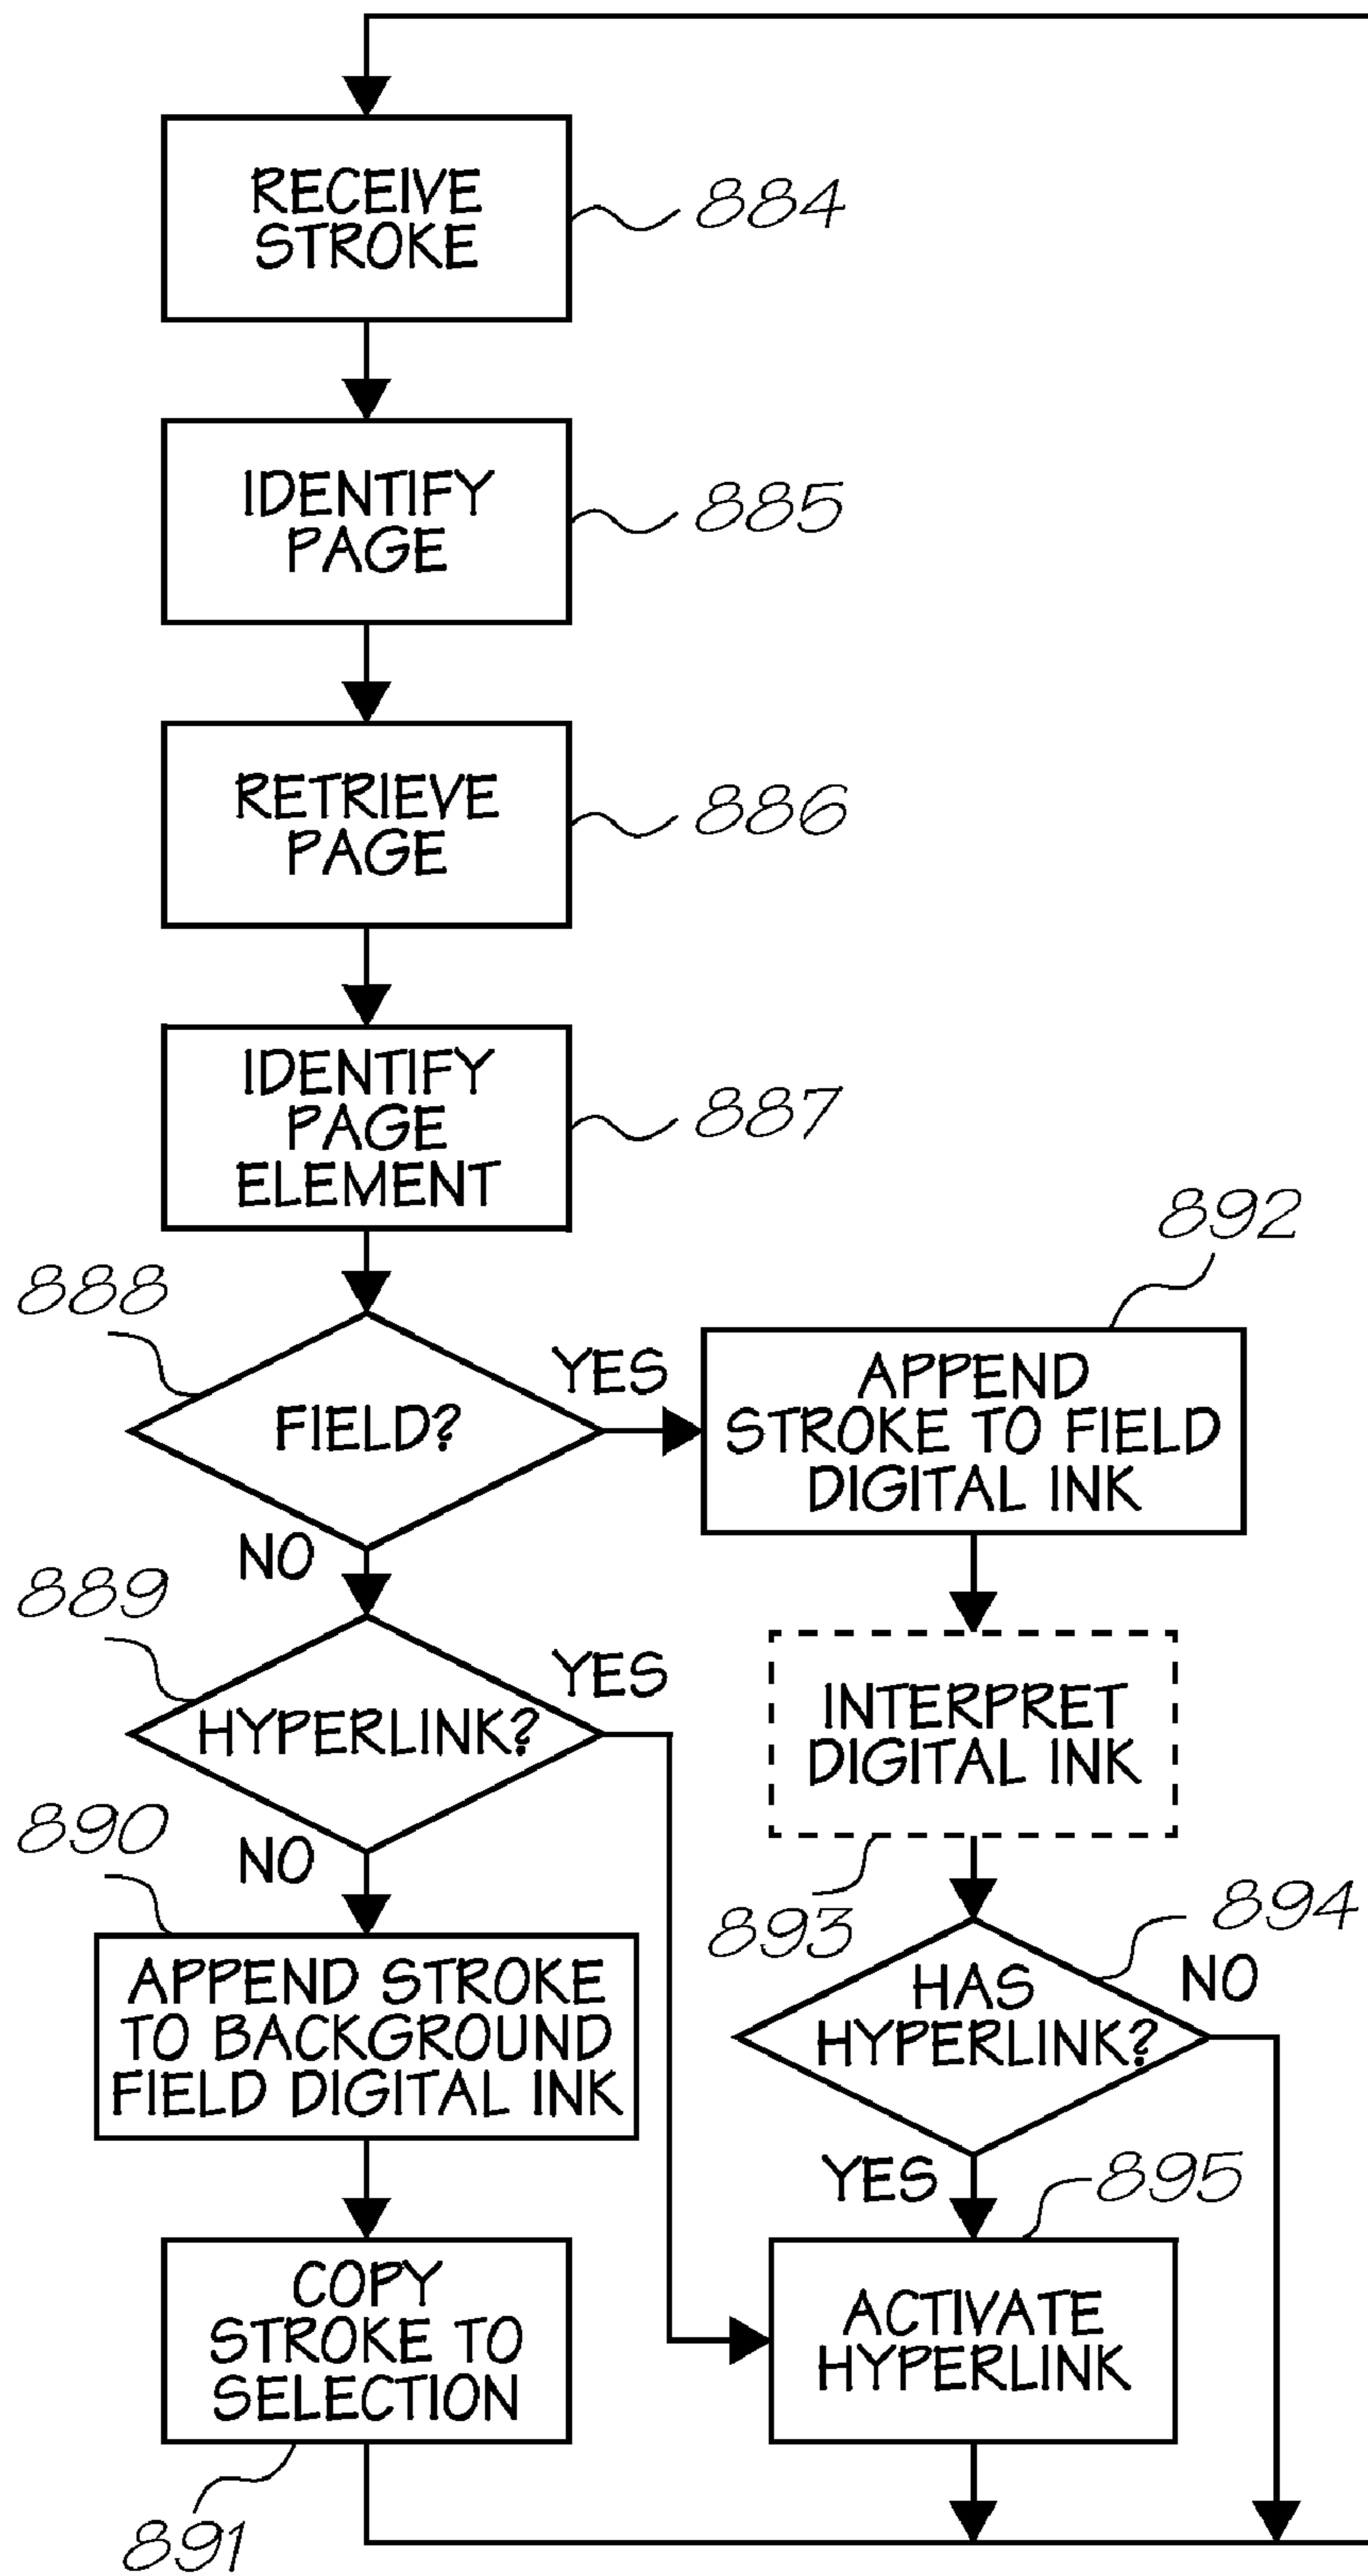 RECEIVE
STROKE
884
IDENTIFY
PAGE
885
RETRIEVE
PAGE
886
IDENTIFY
PAGE
ELEMENT
887
888
FIELD?
YES
NO
892
APPEND
STROKE TO FIELD
DIGITAL INK
889
HYPERLINK?
YES
NO
INTERPRET
DIGITAL INK
893
890
APPEND STROKE
TO BACKGROUND
FIELD DIGITAL INK
894
HAS
HYPERLINK?
NO
YES
895
COPY
STROKE TO
SELECTION
891
ACTIVATE
HYPERLINK